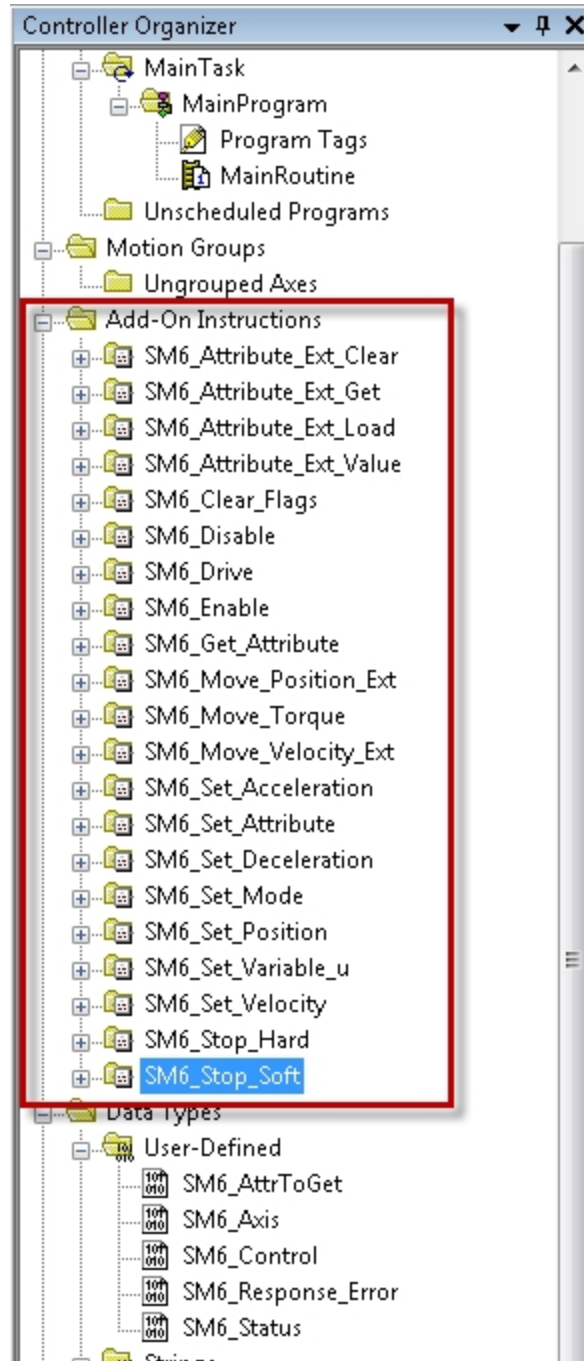 Controller Organizer
MainTask
MainProgram
Program Tags
MainRoutine
Unscheduled Programs
Motion Groups
Ungrouped Axes
Add-On Instructions
SM6_Attribute_Ext_Clear
SM6_Attribute_Ext_Get
SM6_Attribute_Ext_Load
SM6_Attribute_Ext_Value
SM6_Clear_Flags
SM6_Disable
SM6_Drive
SM6_Enable
SM6_Get_Attribute
SM6_Move_Position_Ext
SM6_Move_Torque
SM6_Move_Velocity_Ext
SM6_Set_Acceleration
SM6_Set_Attribute
SM6_Set_Deceleration
SM6_Set_Mode
SM6_Set_Position
SM6_Set_Variable_u
SM6_Set_Velocity
SM6_Stop_Hard
SM6_Stop_Soft
Data Types
User-Defined
SM6_AttrToGet
SM6_Axis
SM6_Control
SM6_Response_Error
SM6_Status
Strings